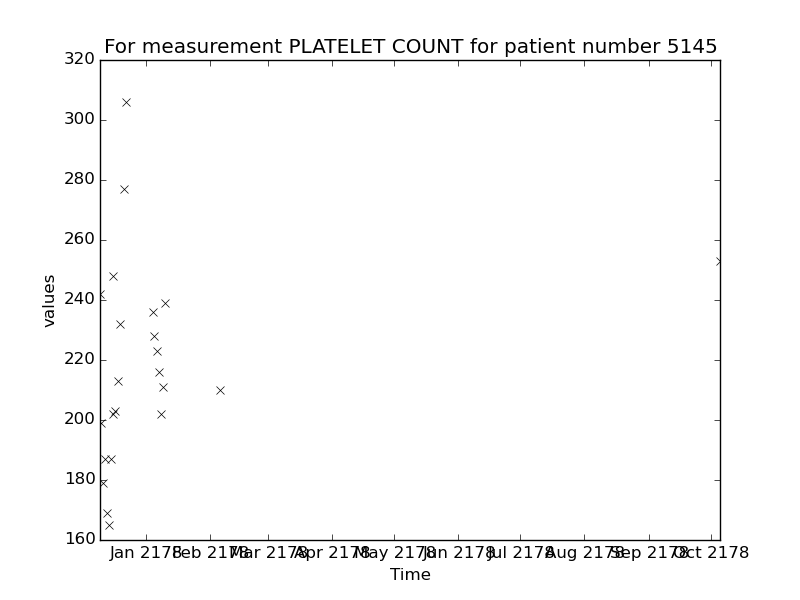 For measurement PLATELET COUNT for patient number 5145
320
300
280
260
240
220
200
180
160
values
Jan 2178 Feb 2178 Mar 2178 Apr 2178 May 2178 Jun 2178 Jul 2178 Aug 2178 Sep 2178 Oct 2178
Time